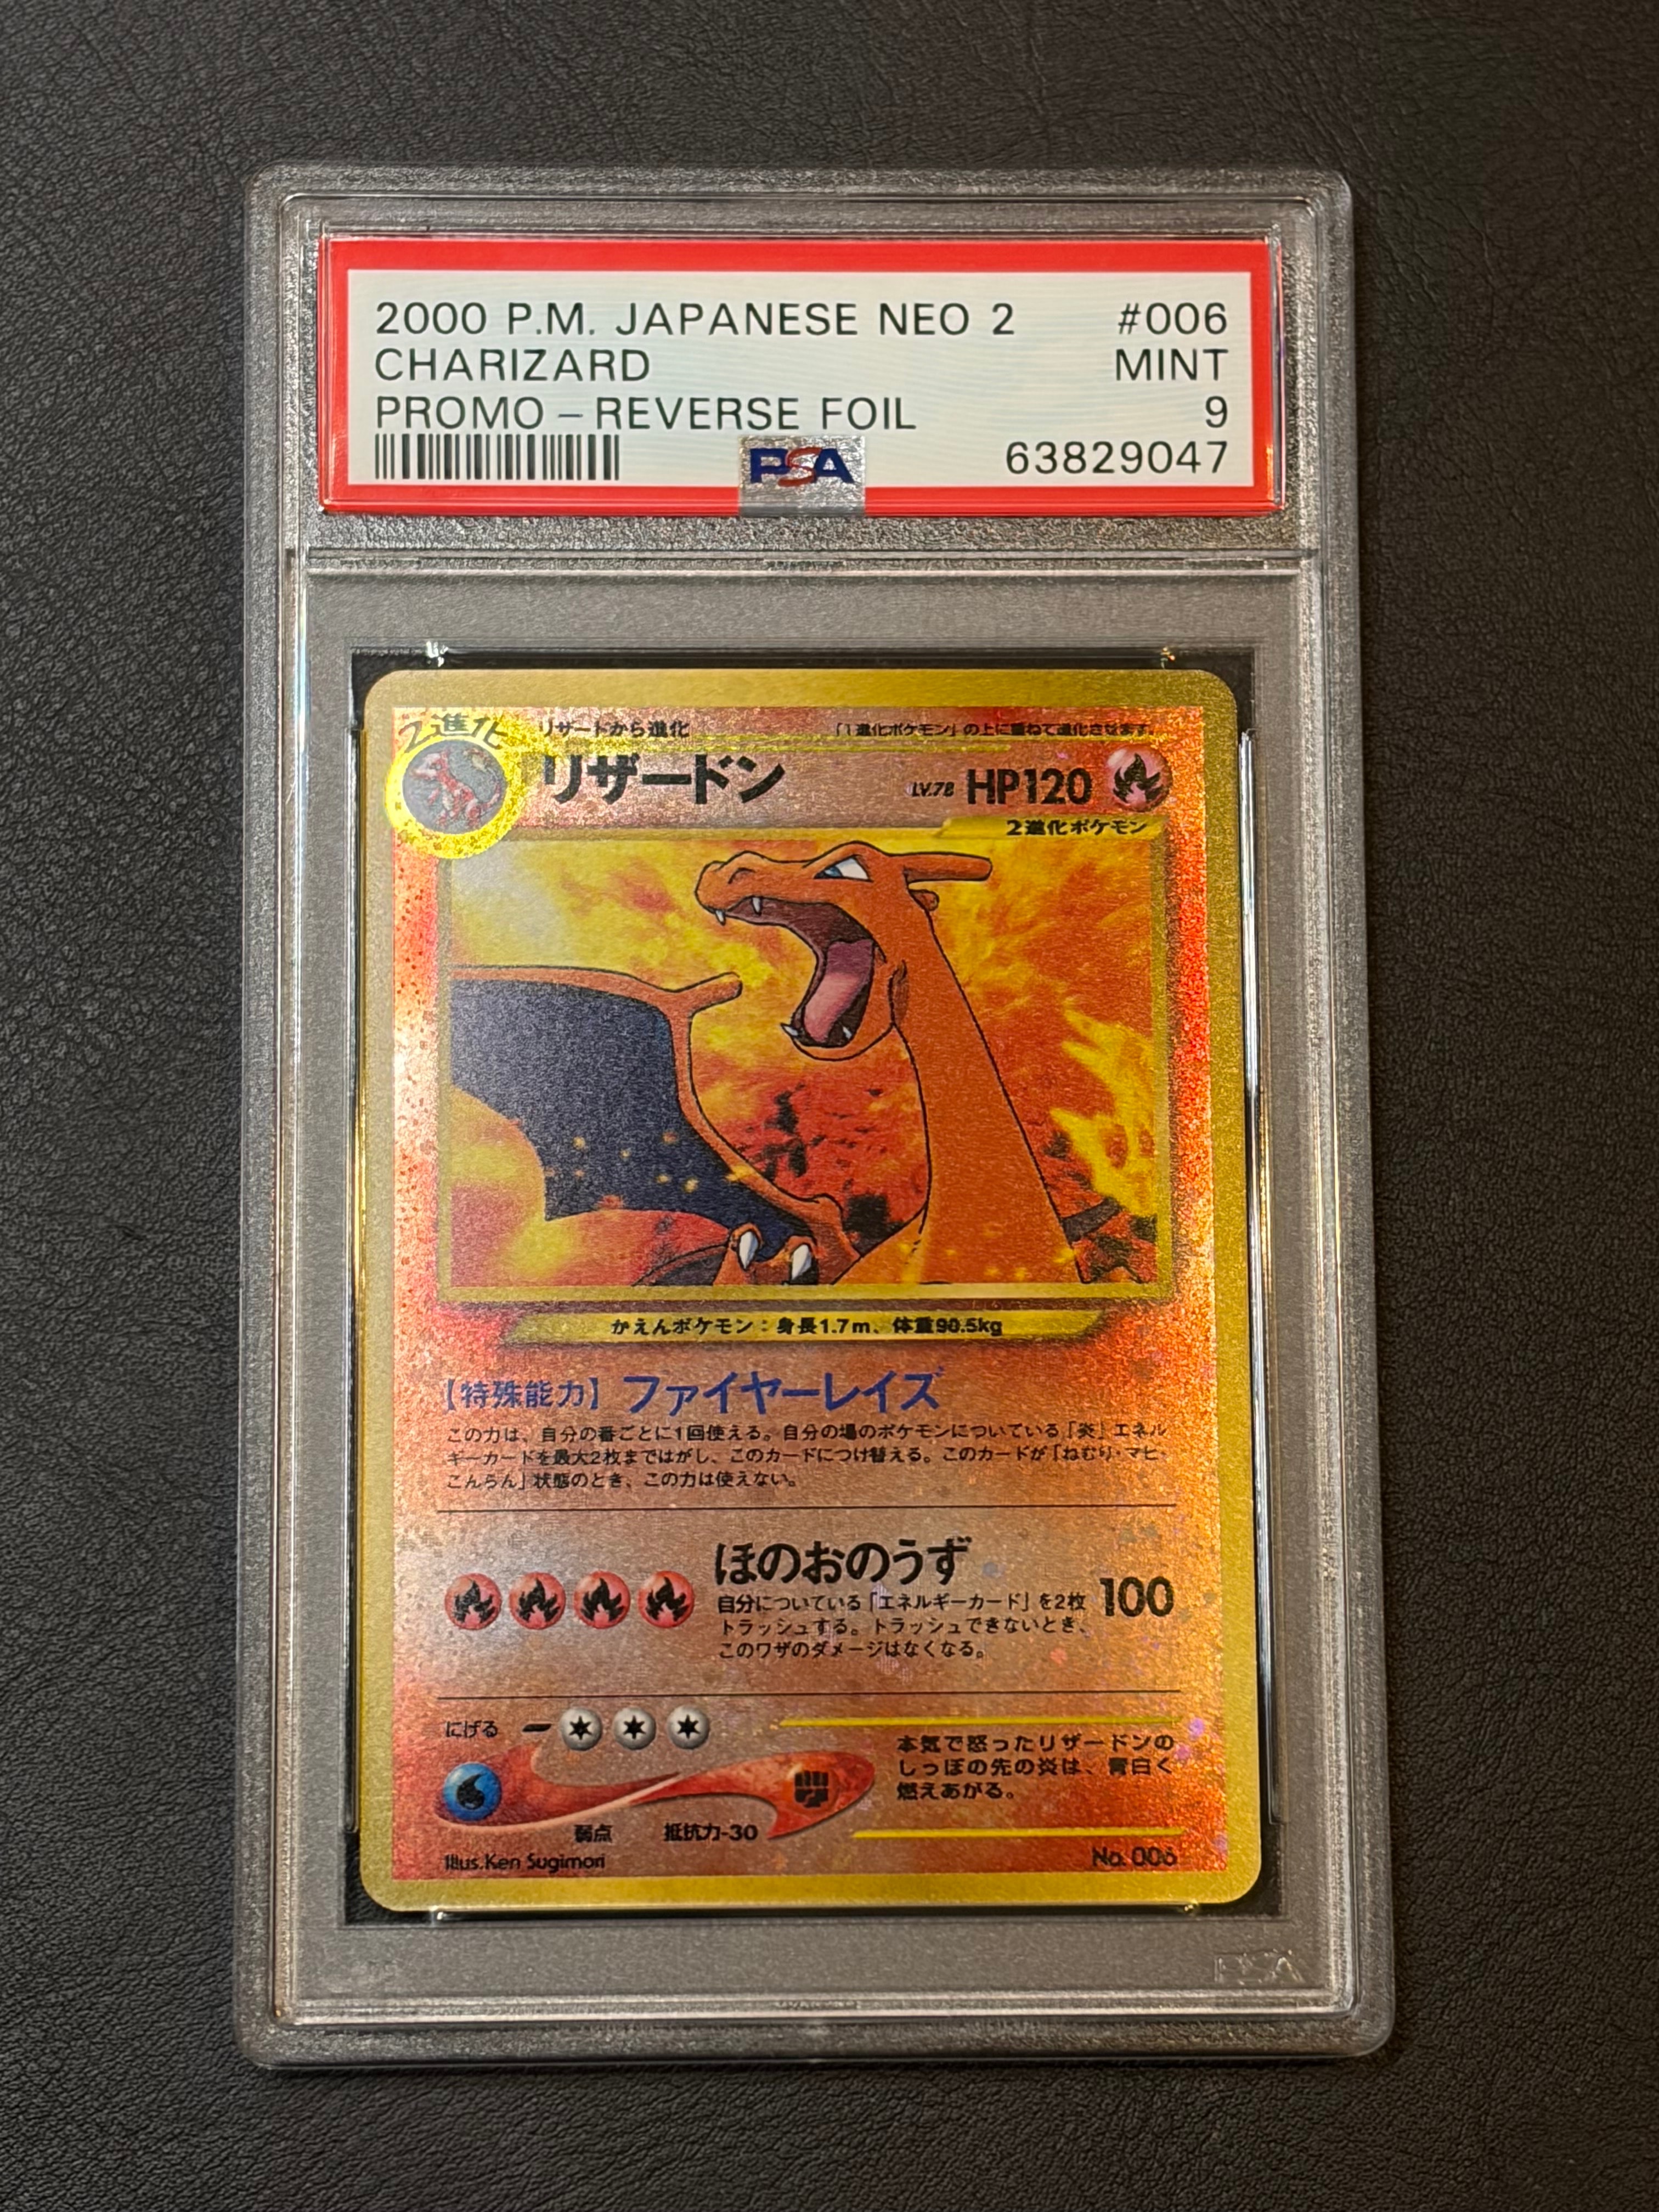 2000 P.M. JAPANESE NEO 2 #006
CHARIZARD MINT
PROMO – REVERSE FOIL 9
PSA 63829047
2進化
リザードから進化 「1進化ポケモン」の上に重ねて進化させます。
リザードン LV.78 HP120
2進化ポケモン
かえんポケモン：身長1.7m、体重90.5kg
【特殊能力】ファイヤーレイズ
この力は、自分の番ごとに1回使える。自分の場のポケモンについている「炎」エネル
ギーカードを最大2枚まではがし、このカードにつけ替える。このカードが「ねむり・マヒ・
こんらん」状態のとき、この力は使えない。
ほのおのうず
自分についている「エネルギーカード」を2枚 100
トラッシュする。トラッシュできないとき、
このワザのダメージはなくなる。
にげる
本気で怒ったリザードンの
しっぽの先の炎は、青白く
燃えあがる。
弱点 抵抗力-30
Illus.Ken Sugimori No. 006
PSA